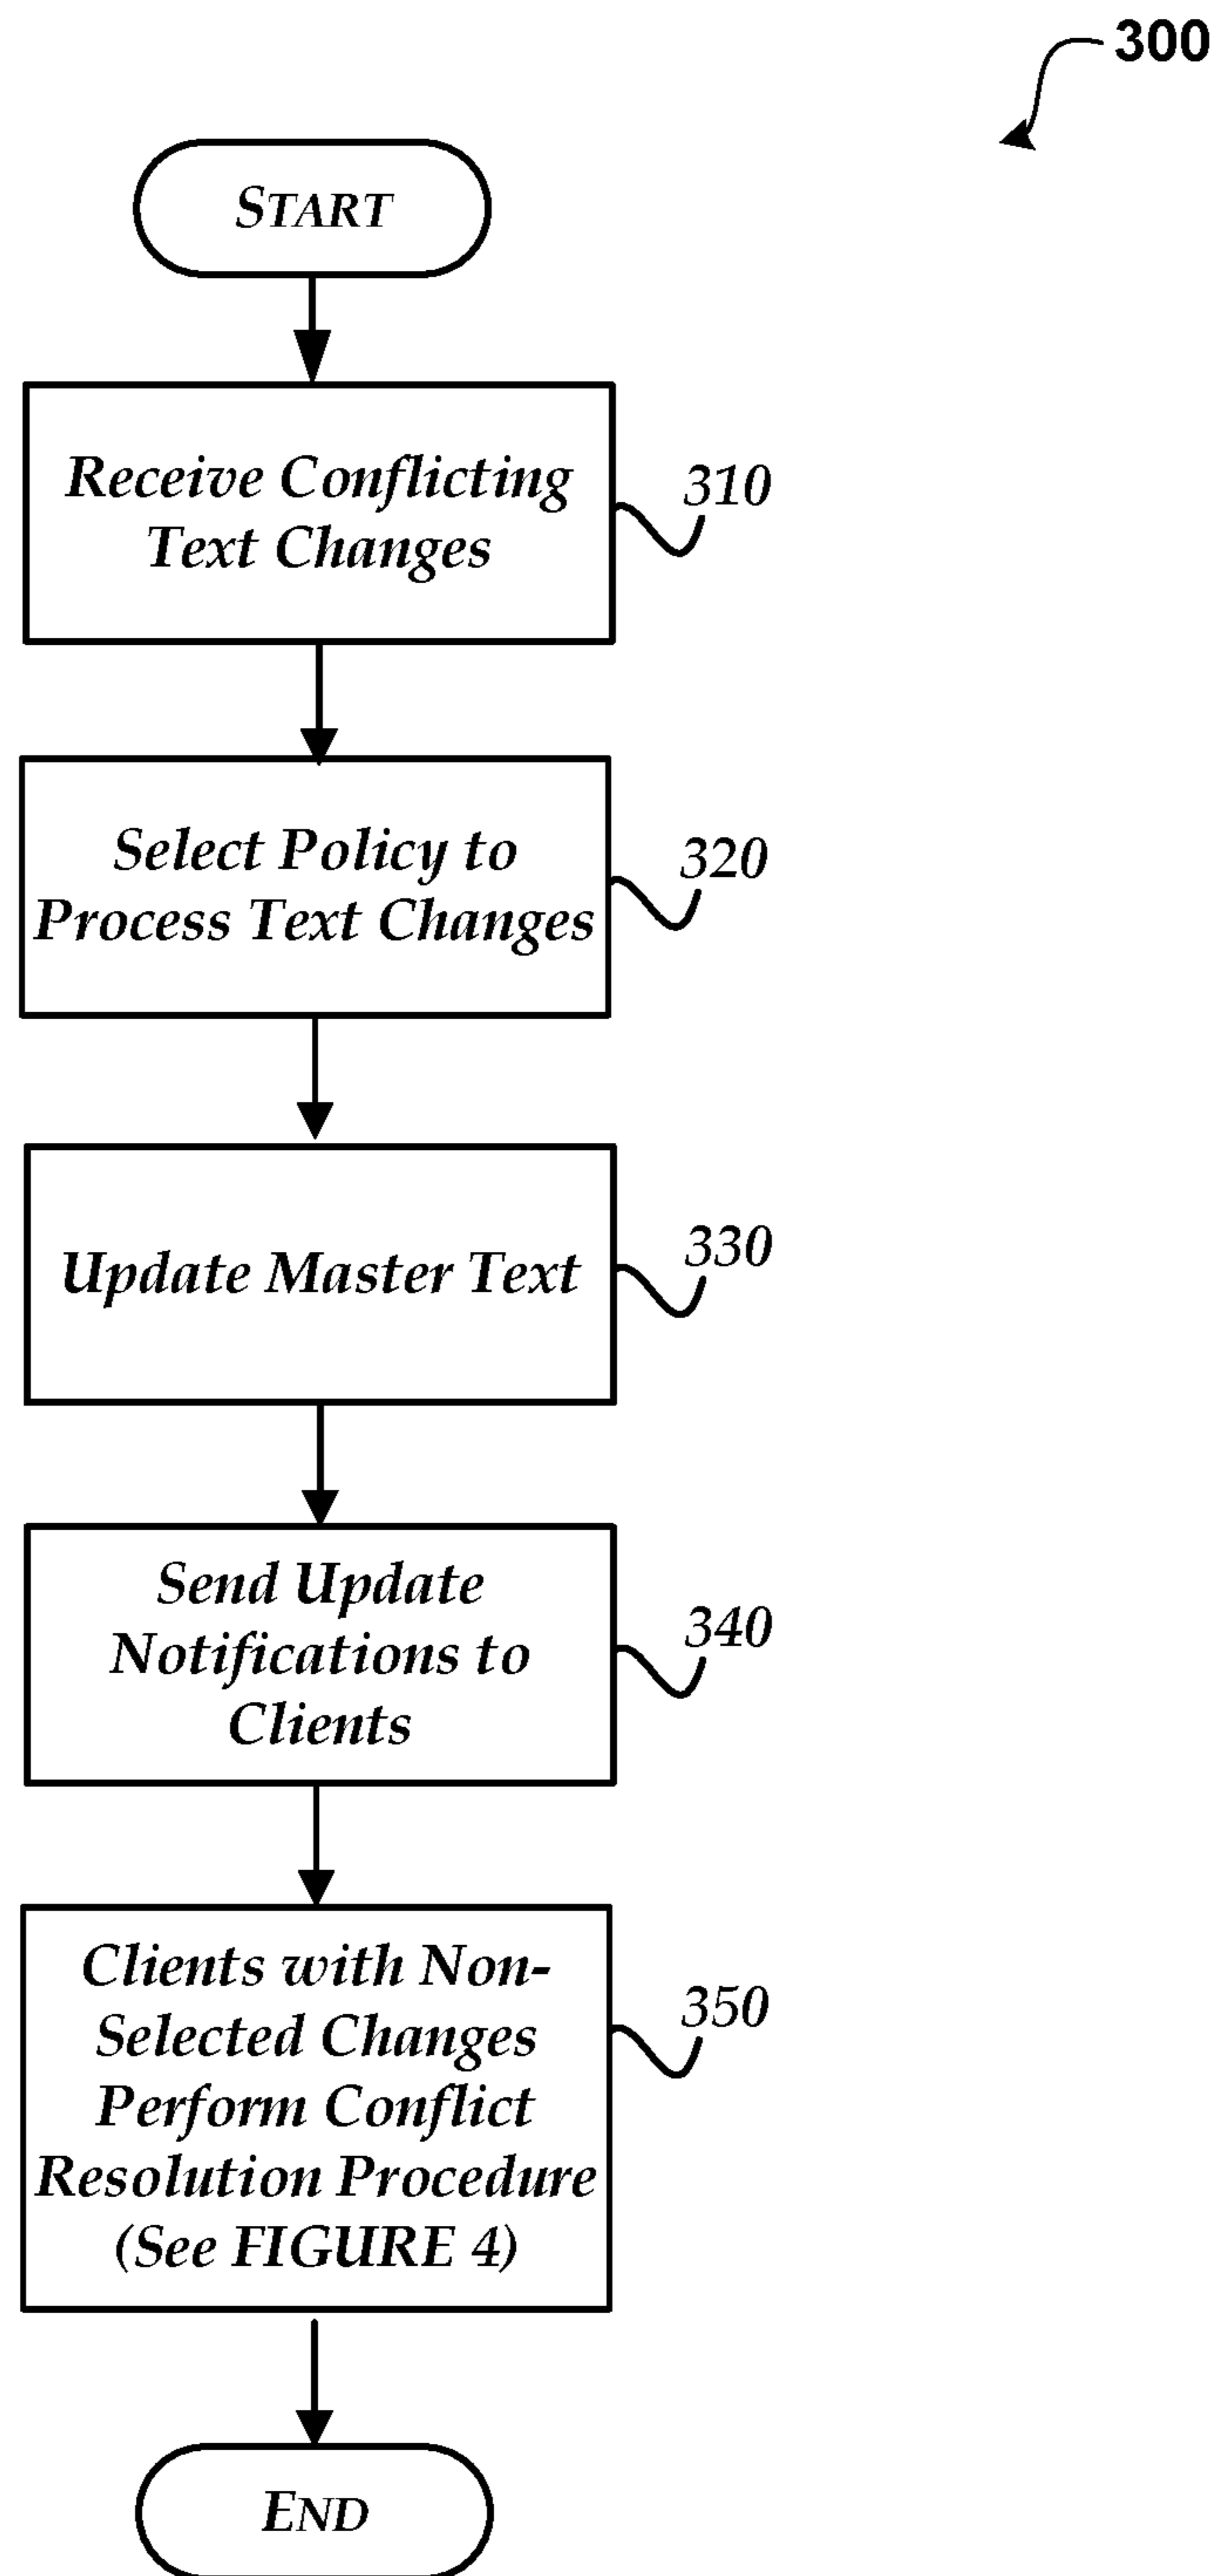 300
START
Receive Conflicting
Text Changes
310
Select Policy to
Process Text Changes
320
Update Master Text
330
Send Update
Notifications to
Clients
340
Clients with Non-
Selected Changes
Perform Conflict
Resolution Procedure
(See FIGURE 4)
350
END